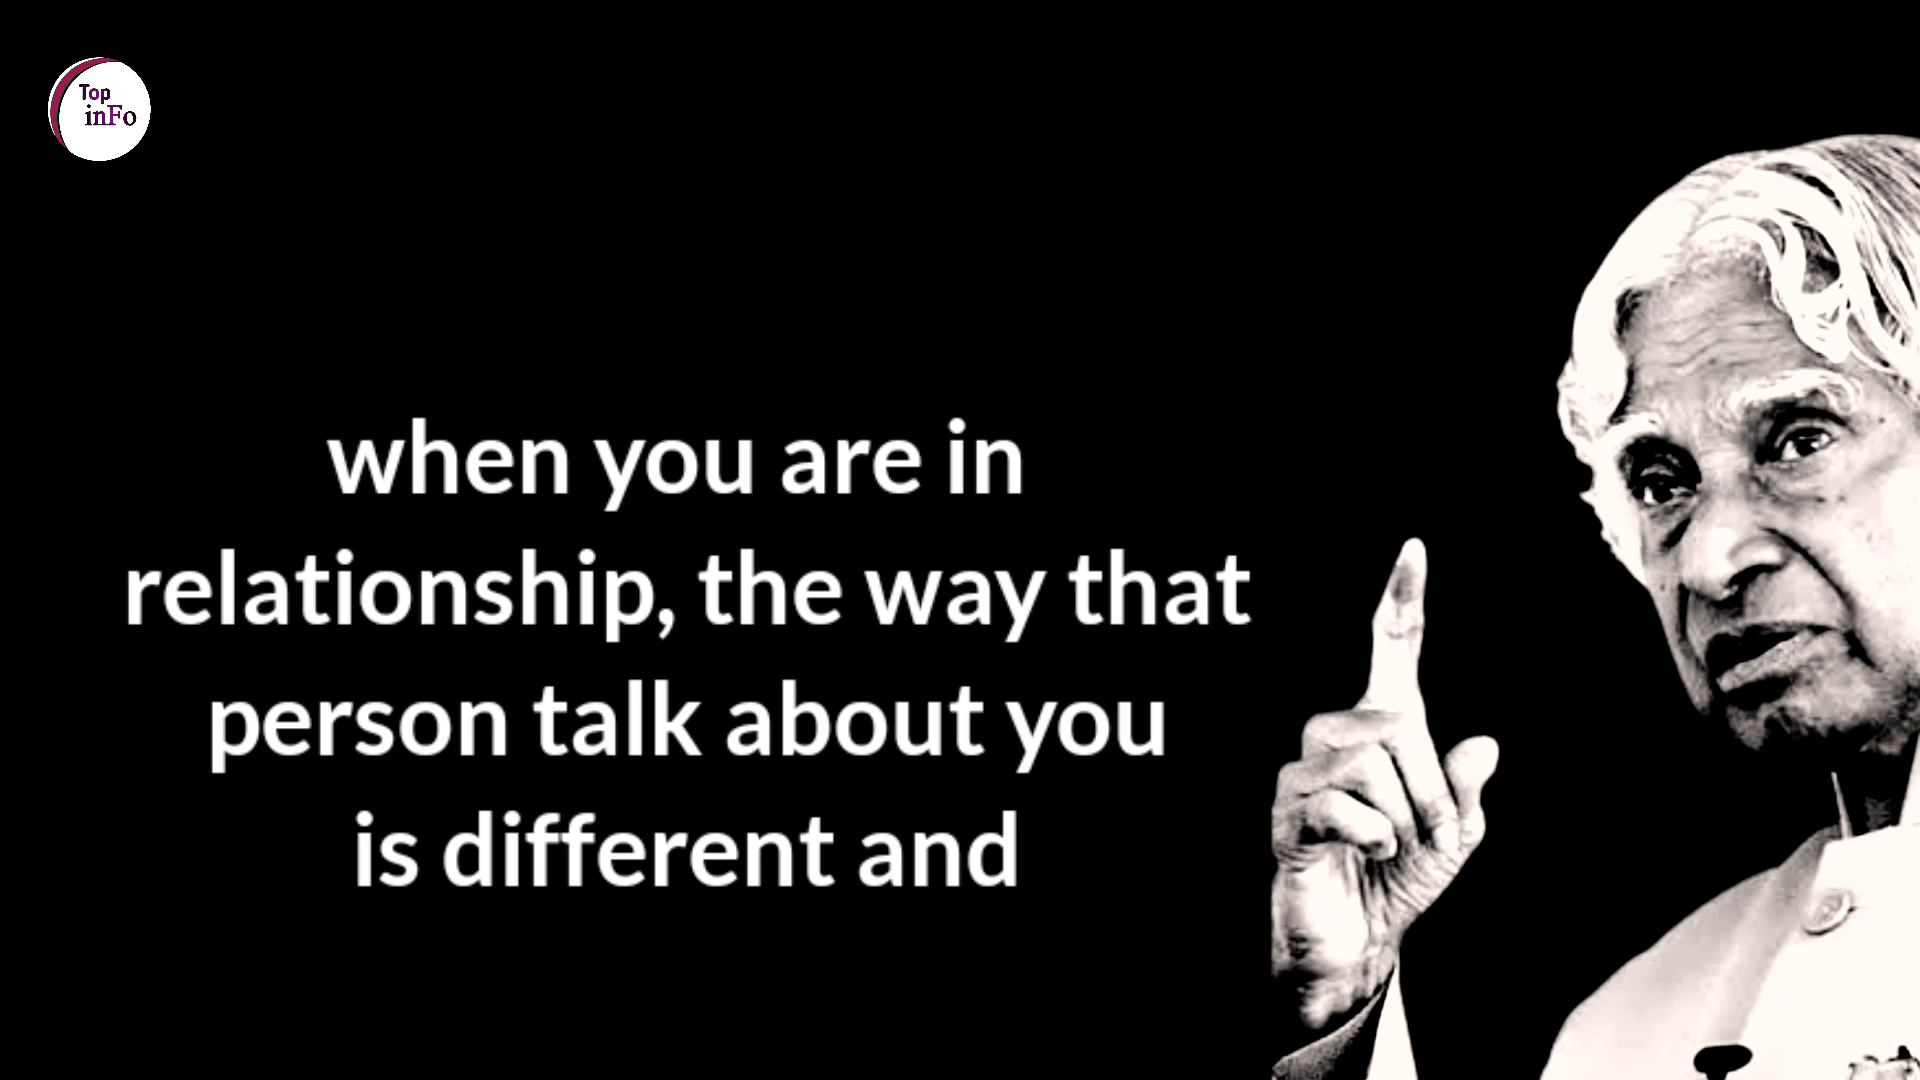 Top
inFo
when you are in
relationship, the way that
person talk about you
is different and